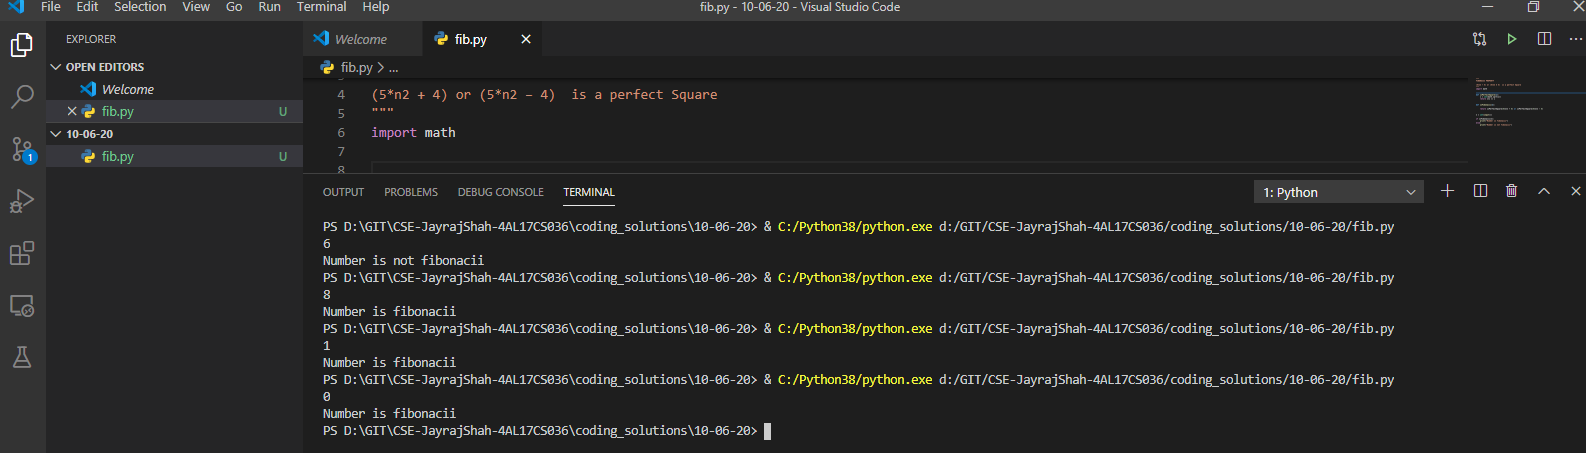 File Edit Selection View Go Run Terminal Help fib.py - 10-06-20 - Visual Studio Code
EXPLORER
OPEN EDITORS
Welcome
fib.py U
10-06-20
fib.py U
1
Welcome fib.py
fib.py > ...
4 (5*n2 + 4) or (5*n2 – 4)  is a perfect Square
5 """
6 import math
7
8
OUTPUT PROBLEMS DEBUG CONSOLE TERMINAL 1: Python
PS D:\GIT\CSE-JayrajShah-4AL17CS036\coding_solutions\10-06-20> & C:/Python38/python.exe d:/GIT/CSE-JayrajShah-4AL17CS036/coding_solutions/10-06-20/fib.py
6
Number is not fibonacii
PS D:\GIT\CSE-JayrajShah-4AL17CS036\coding_solutions\10-06-20> & C:/Python38/python.exe d:/GIT/CSE-JayrajShah-4AL17CS036/coding_solutions/10-06-20/fib.py
8
Number is fibonacii
PS D:\GIT\CSE-JayrajShah-4AL17CS036\coding_solutions\10-06-20> & C:/Python38/python.exe d:/GIT/CSE-JayrajShah-4AL17CS036/coding_solutions/10-06-20/fib.py
1
Number is fibonacii
PS D:\GIT\CSE-JayrajShah-4AL17CS036\coding_solutions\10-06-20> & C:/Python38/python.exe d:/GIT/CSE-JayrajShah-4AL17CS036/coding_solutions/10-06-20/fib.py
0
Number is fibonacii
PS D:\GIT\CSE-JayrajShah-4AL17CS036\coding_solutions\10-06-20>